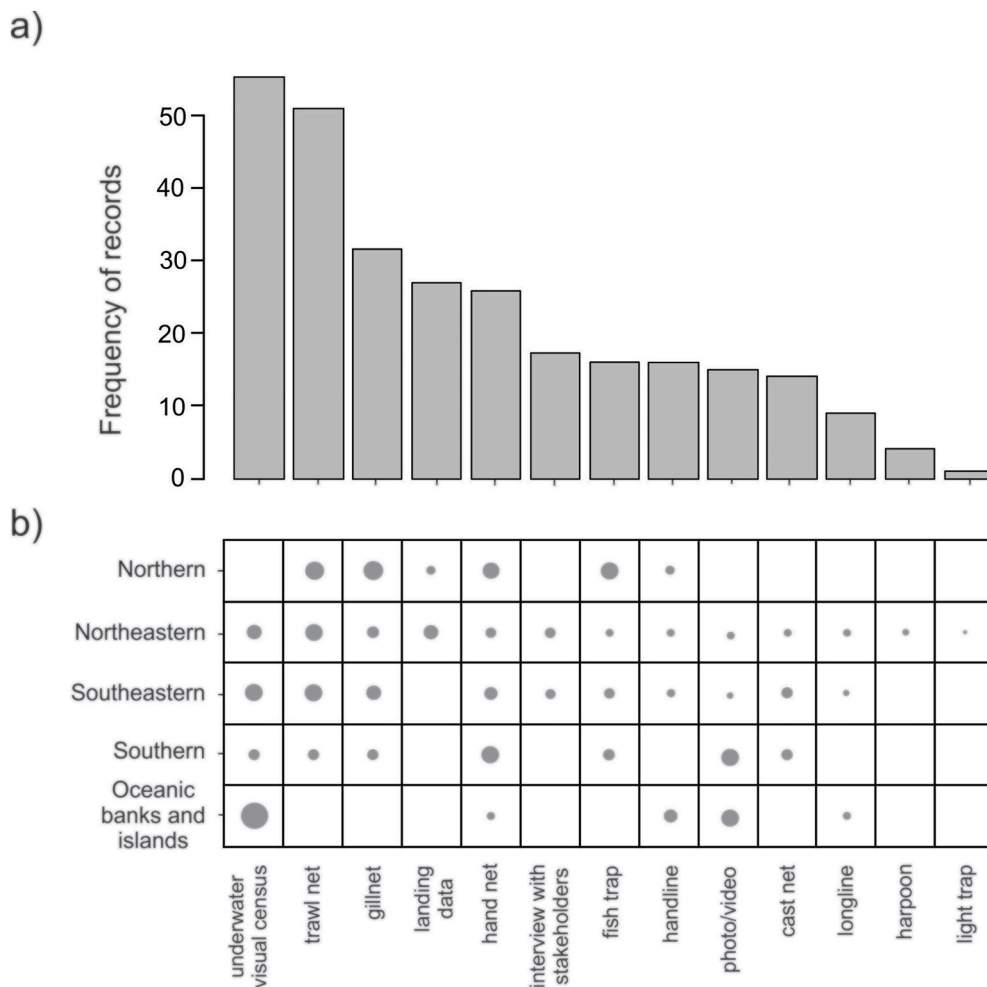 a)
50
40
30
20
10
0
Frequency of records
b)
Northern
Northeastern
Southeastern
Southern
Oceanic
banks and
islands
underwater
visual census
trawl net
gillnet
landing
data
hand net
interview with
stakeholders
fish trap
handline
photo/video
cast net
longline
harpoon
light trap